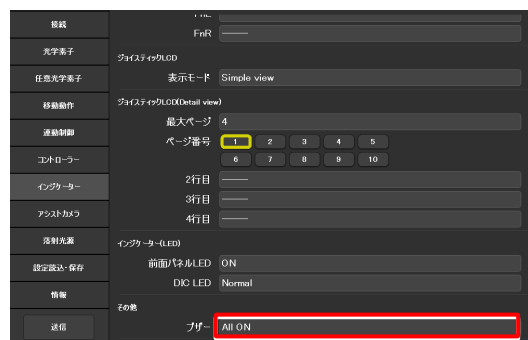 接続
光学素子
任意光学素子
移動動作
連動制御
コントローラー
インジケーター
アシストカメラ
落射光源
設定読込・保存
情報
送信
FnR ――
ジョイスティックLCD
表示モード Simple view
ジョイスティックLCD(Detail view)
最大ページ 4
ページ番号 1 2 3 4 5
6 7 8 9 10
2行目 ――
3行目 ――
4行目 ――
インジケーター(LED)
前面パネルLED ON
DIC LED Normal
その他
ブザー All ON